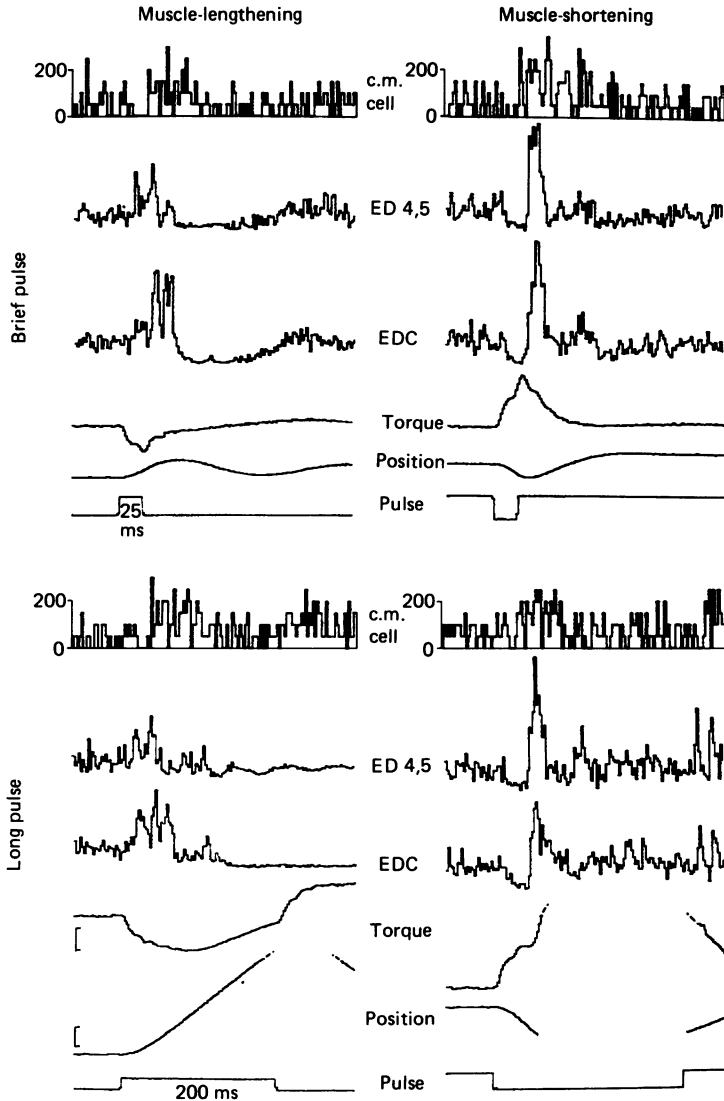 Muscle-lengthening
Muscle-shortening
Brief pulse
200
0
c.m.
cell
200
0
ED 4,5
EDC
Torque
Position
Pulse
25
ms
Long pulse
200
0
c.m.
cell
200
0
ED 4,5
EDC
Torque
Position
Pulse
200 ms